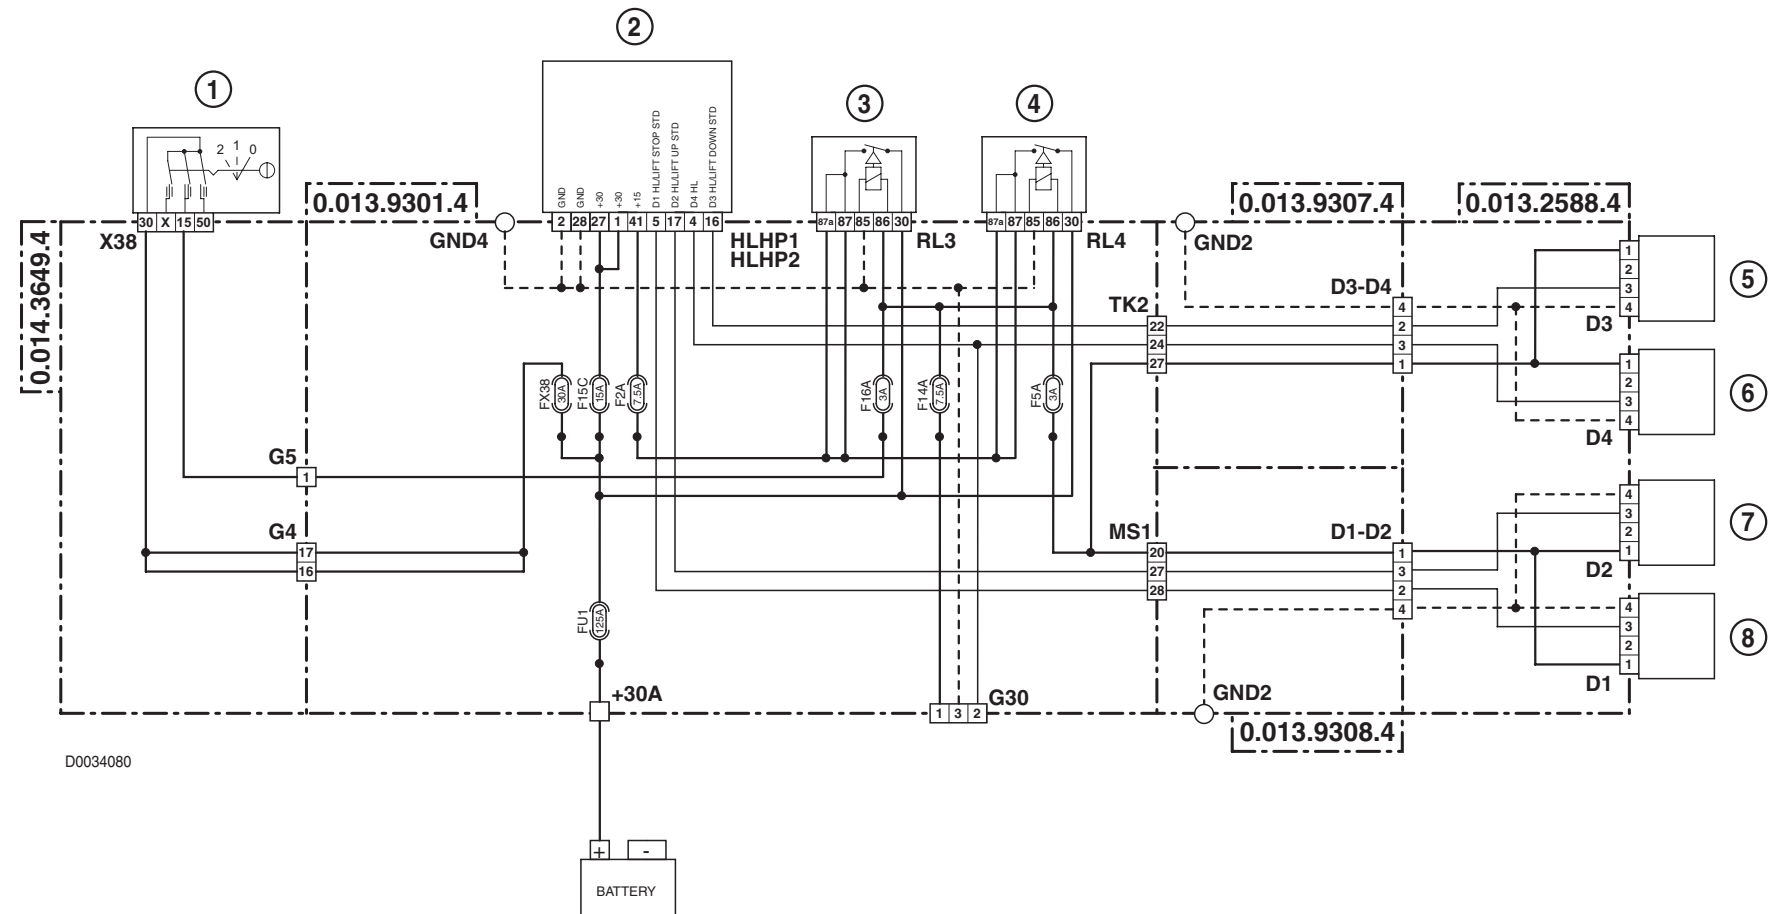 2
1
3
4
2 1 0
D1 HL/LIFT STOP STD
D2 HL/LIFT UP STD
D4 HL
D3 HL/LIFT DOWN STD
GND
GND
+30
+30
+15
0.013.9301.4
0.013.9307.4
0.013.2588.4
30 X 15 50
2 28 27 1 41 5 17 4 16
87a 87 85 86 30
87a 87 85 86 30
X38
GND4
HLHP1
HLHP2
RL3
RL4
GND2
0.014.3649.4
1
2
3
4
5
D3
D3-D4
4
2
3
1
TK2
22
24
27
1
2
3
4
6
D4
FX38 30A
F15C 15A
F2A 7.5A
F16A 3A
F14A 7.5A
F5A 3A
G5
1
G4
17
16
MS1
20
27
28
D1-D2
1
3
2
4
4
3
2
1
7
D2
4
3
2
1
8
D1
FU1 125A
+30A
1 3 2
G30
GND2
0.013.9308.4
D0034080
+ -
BATTERY